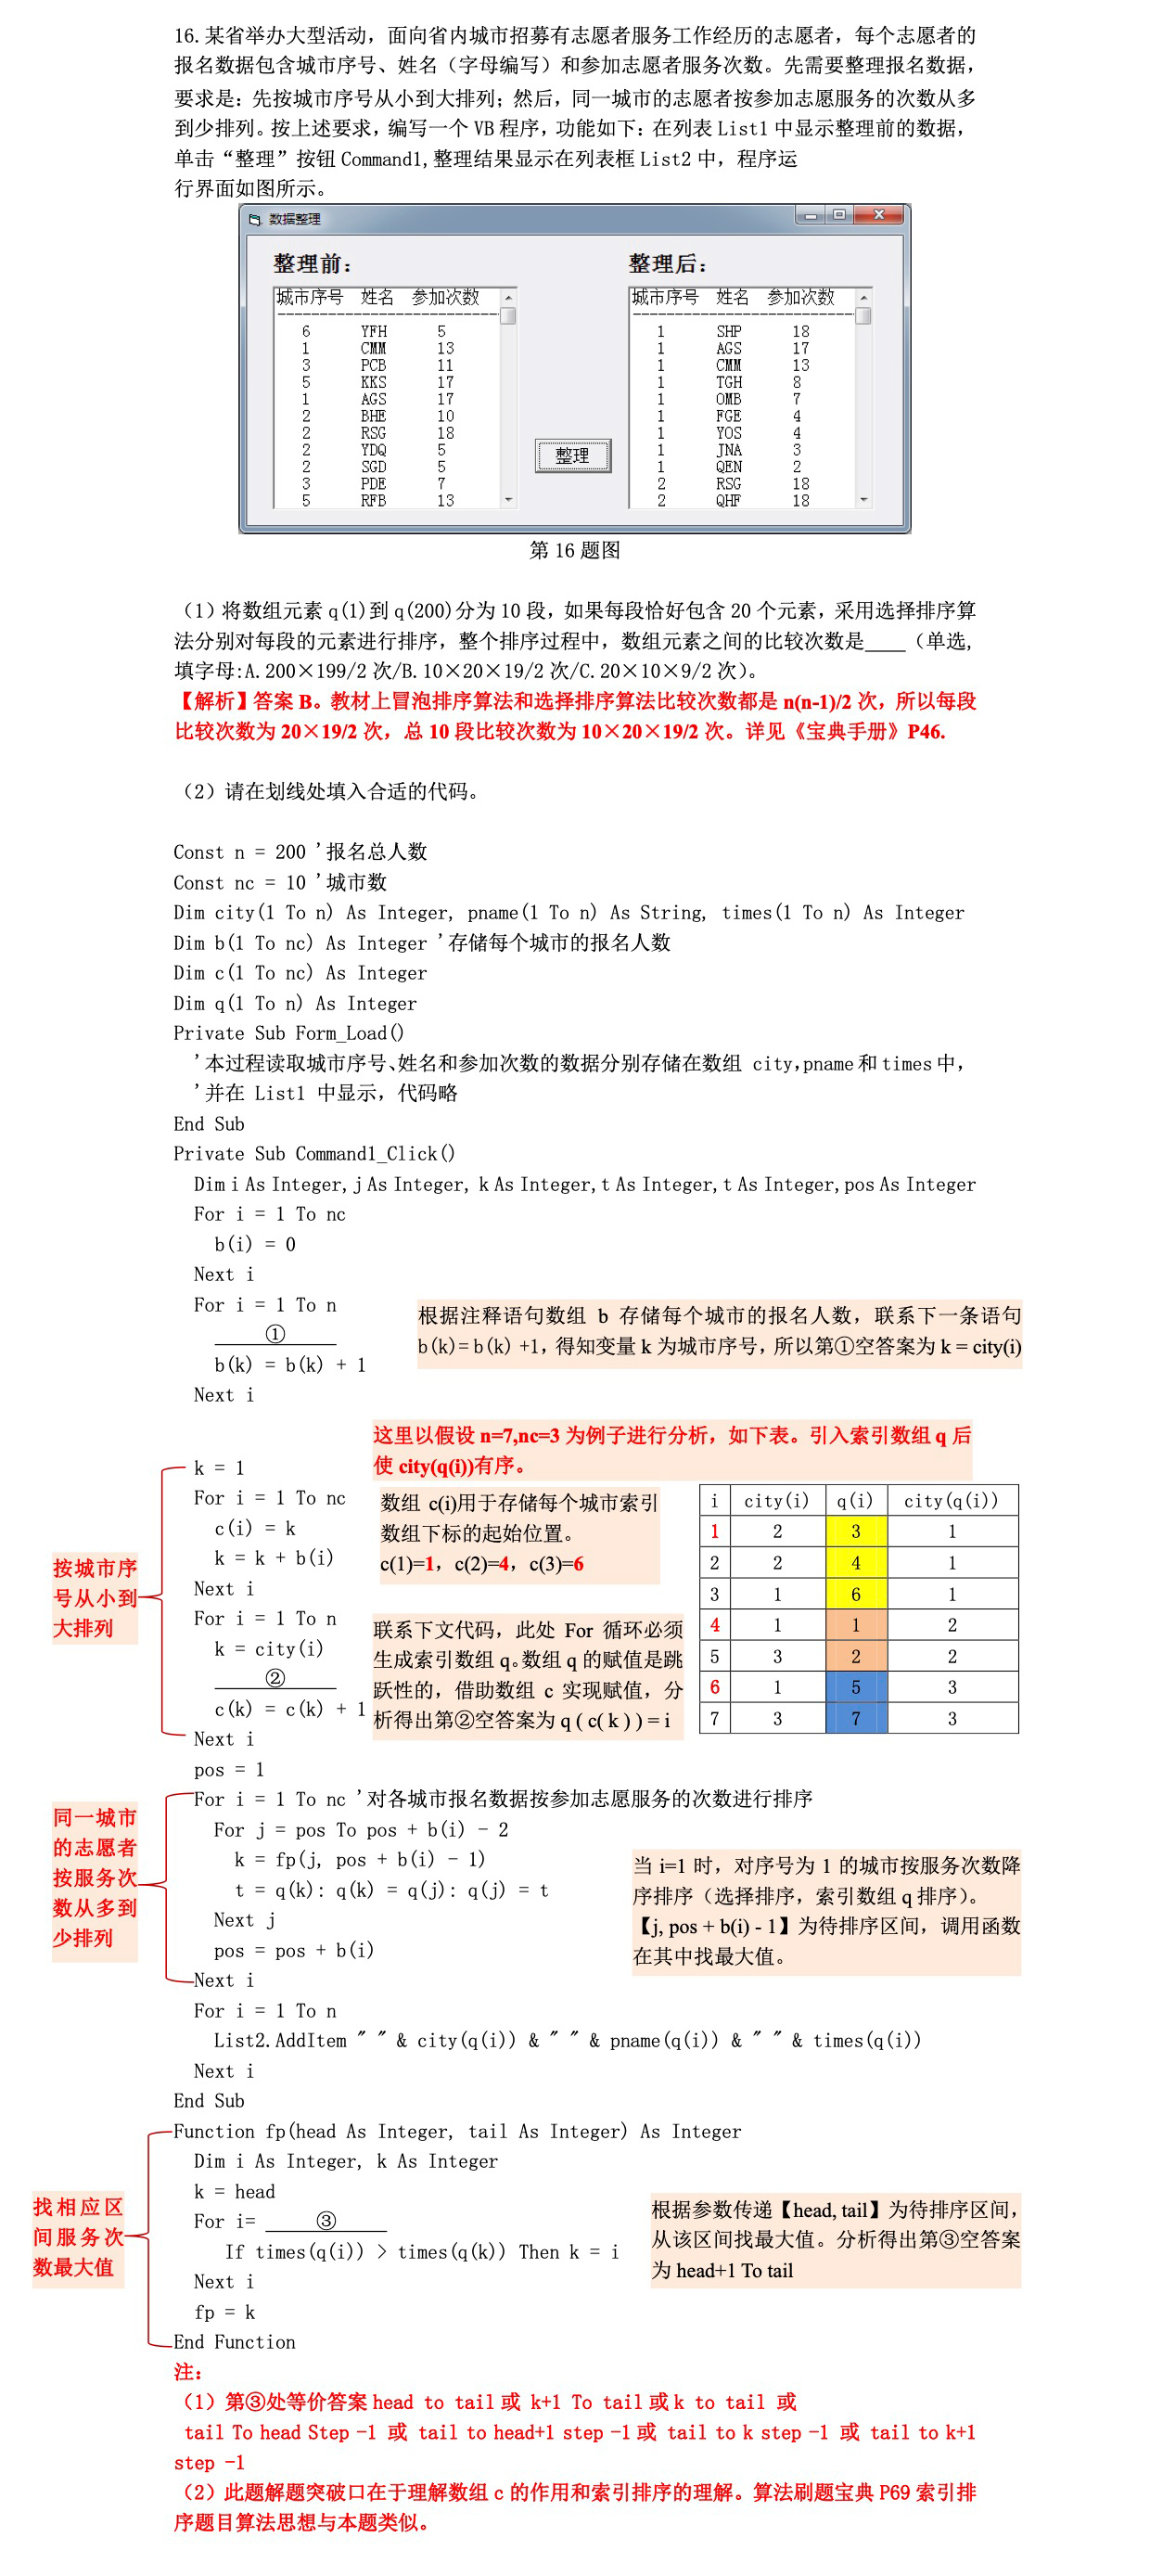 16. 某省举办大型活动，面向省内城市招募有志愿者服务工作经历的志愿者，每个志愿者的
报名数据包含城市序号、姓名（字母编写）和参加志愿者服务次数。先需要整理报名数据，
要求是：先按城市序号从小到大排列；然后，同一城市的志愿者按参加志愿服务的次数从多
到少排列。按上述要求，编写一个 VB 程序，功能如下：在列表 List1 中显示整理前的数据，
单击“整理”按钮 Command1,整理结果显示在列表框 List2 中，程序运
行界面如图所示。
数据整理
整理前：
城市序号 姓名 参加次数
6 YFH 5
1 CMM 13
3 PCB 11
5 KKS 17
1 AGS 17
2 BHE 10
2 RSG 18
2 YDQ 5
2 SGD 5
3 PDE 7
5 RFB 13
整理
整理后：
城市序号 姓名 参加次数
1 SHP 18
1 AGS 17
1 CMM 13
1 TGH 8
1 OMB 7
1 FGE 4
1 YOS 4
1 JNA 3
1 QEN 2
2 RSG 18
2 QHF 18
第 16 题图
（1）将数组元素 q(1)到 q(200)分为 10 段，如果每段恰好包含 20 个元素，采用选择排序算
法分别对每段的元素进行排序，整个排序过程中，数组元素之间的比较次数是____（单选,
填字母:A.200×199/2 次/B.10×20×19/2 次/C.20×10×9/2 次）。
【解析】答案 B。教材上冒泡排序算法和选择排序算法比较次数都是 n(n-1)/2 次，所以每段
比较次数为 20×19/2 次，总 10 段比较次数为 10×20×19/2 次。详见《宝典手册》P46.
（2）请在划线处填入合适的代码。
Const n = 200 '报名总人数
Const nc = 10 '城市数
Dim city(1 To n) As Integer, pname(1 To n) As String, times(1 To n) As Integer
Dim b(1 To nc) As Integer '存储每个城市的报名人数
Dim c(1 To nc) As Integer
Dim q(1 To n) As Integer
Private Sub Form_Load()
'本过程读取城市序号、姓名和参加次数的数据分别存储在数组 city,pname 和 times 中，
'并在 List1 中显示，代码略
End Sub
Private Sub Command1_Click()
Dim i As Integer, j As Integer, k As Integer, t As Integer, t As Integer, pos As Integer
For i = 1 To nc
b(i) = 0
Next i
For i = 1 To n
①
b(k) = b(k) + 1
Next i
根据注释语句数组 b 存储每个城市的报名人数，联系下一条语句
b(k)= b(k) +1，得知变量 k 为城市序号，所以第①空答案为 k = city(i)
这里以假设 n=7,nc=3 为例子进行分析，如下表。引入索引数组 q 后
使 city(q(i))有序。
k = 1
For i = 1 To nc
c(i) = k
k = k + b(i)
Next i
For i = 1 To n
k = city(i)
②
c(k) = c(k) + 1
Next i
按城市序
号从小到
大排列
数组 c(i)用于存储每个城市索引
数组下标的起始位置。
c(1)=1，c(2)=4，c(3)=6
联系下文代码，此处 For 循环必须
生成索引数组 q。数组 q 的赋值是跳
跃性的，借助数组 c 实现赋值，分
析得出第②空答案为 q ( c( k ) ) = i
i city(i) q(i) city(q(i))
1 2 3 1
2 2 4 1
3 1 6 1
4 1 1 2
5 3 2 2
6 1 5 3
7 3 7 3
pos = 1
For i = 1 To nc '对各城市报名数据按参加志愿服务的次数进行排序
For j = pos To pos + b(i) - 2
k = fp(j, pos + b(i) - 1)
t = q(k): q(k) = q(j): q(j) = t
Next j
pos = pos + b(i)
Next i
同一城市
的志愿者
按服务次
数从多到
少排列
当 i=1 时，对序号为 1 的城市按服务次数降
序排序（选择排序，索引数组 q 排序）。
【j, pos + b(i) - 1】为待排序区间，调用函数
在其中找最大值。
For i = 1 To n
List2.AddItem " " & city(q(i)) & " " & pname(q(i)) & " " & times(q(i))
Next i
End Sub
Function fp(head As Integer, tail As Integer) As Integer
Dim i As Integer, k As Integer
k = head
For i= ③
If times(q(i)) > times(q(k)) Then k = i
Next i
fp = k
End Function
找相应区
间服务次
数最大值
根据参数传递【head, tail】为待排序区间，
从该区间找最大值。分析得出第③空答案
为 head+1 To tail
注：
（1）第③处等价答案 head to tail 或 k+1 To tail 或 k to tail 或
tail To head Step -1 或 tail to head+1 step -1 或 tail to k step -1 或 tail to k+1
step -1
（2）此题解题突破口在于理解数组 c 的作用和索引排序的理解。算法刷题宝典 P69 索引排
序题目算法思想与本题类似。